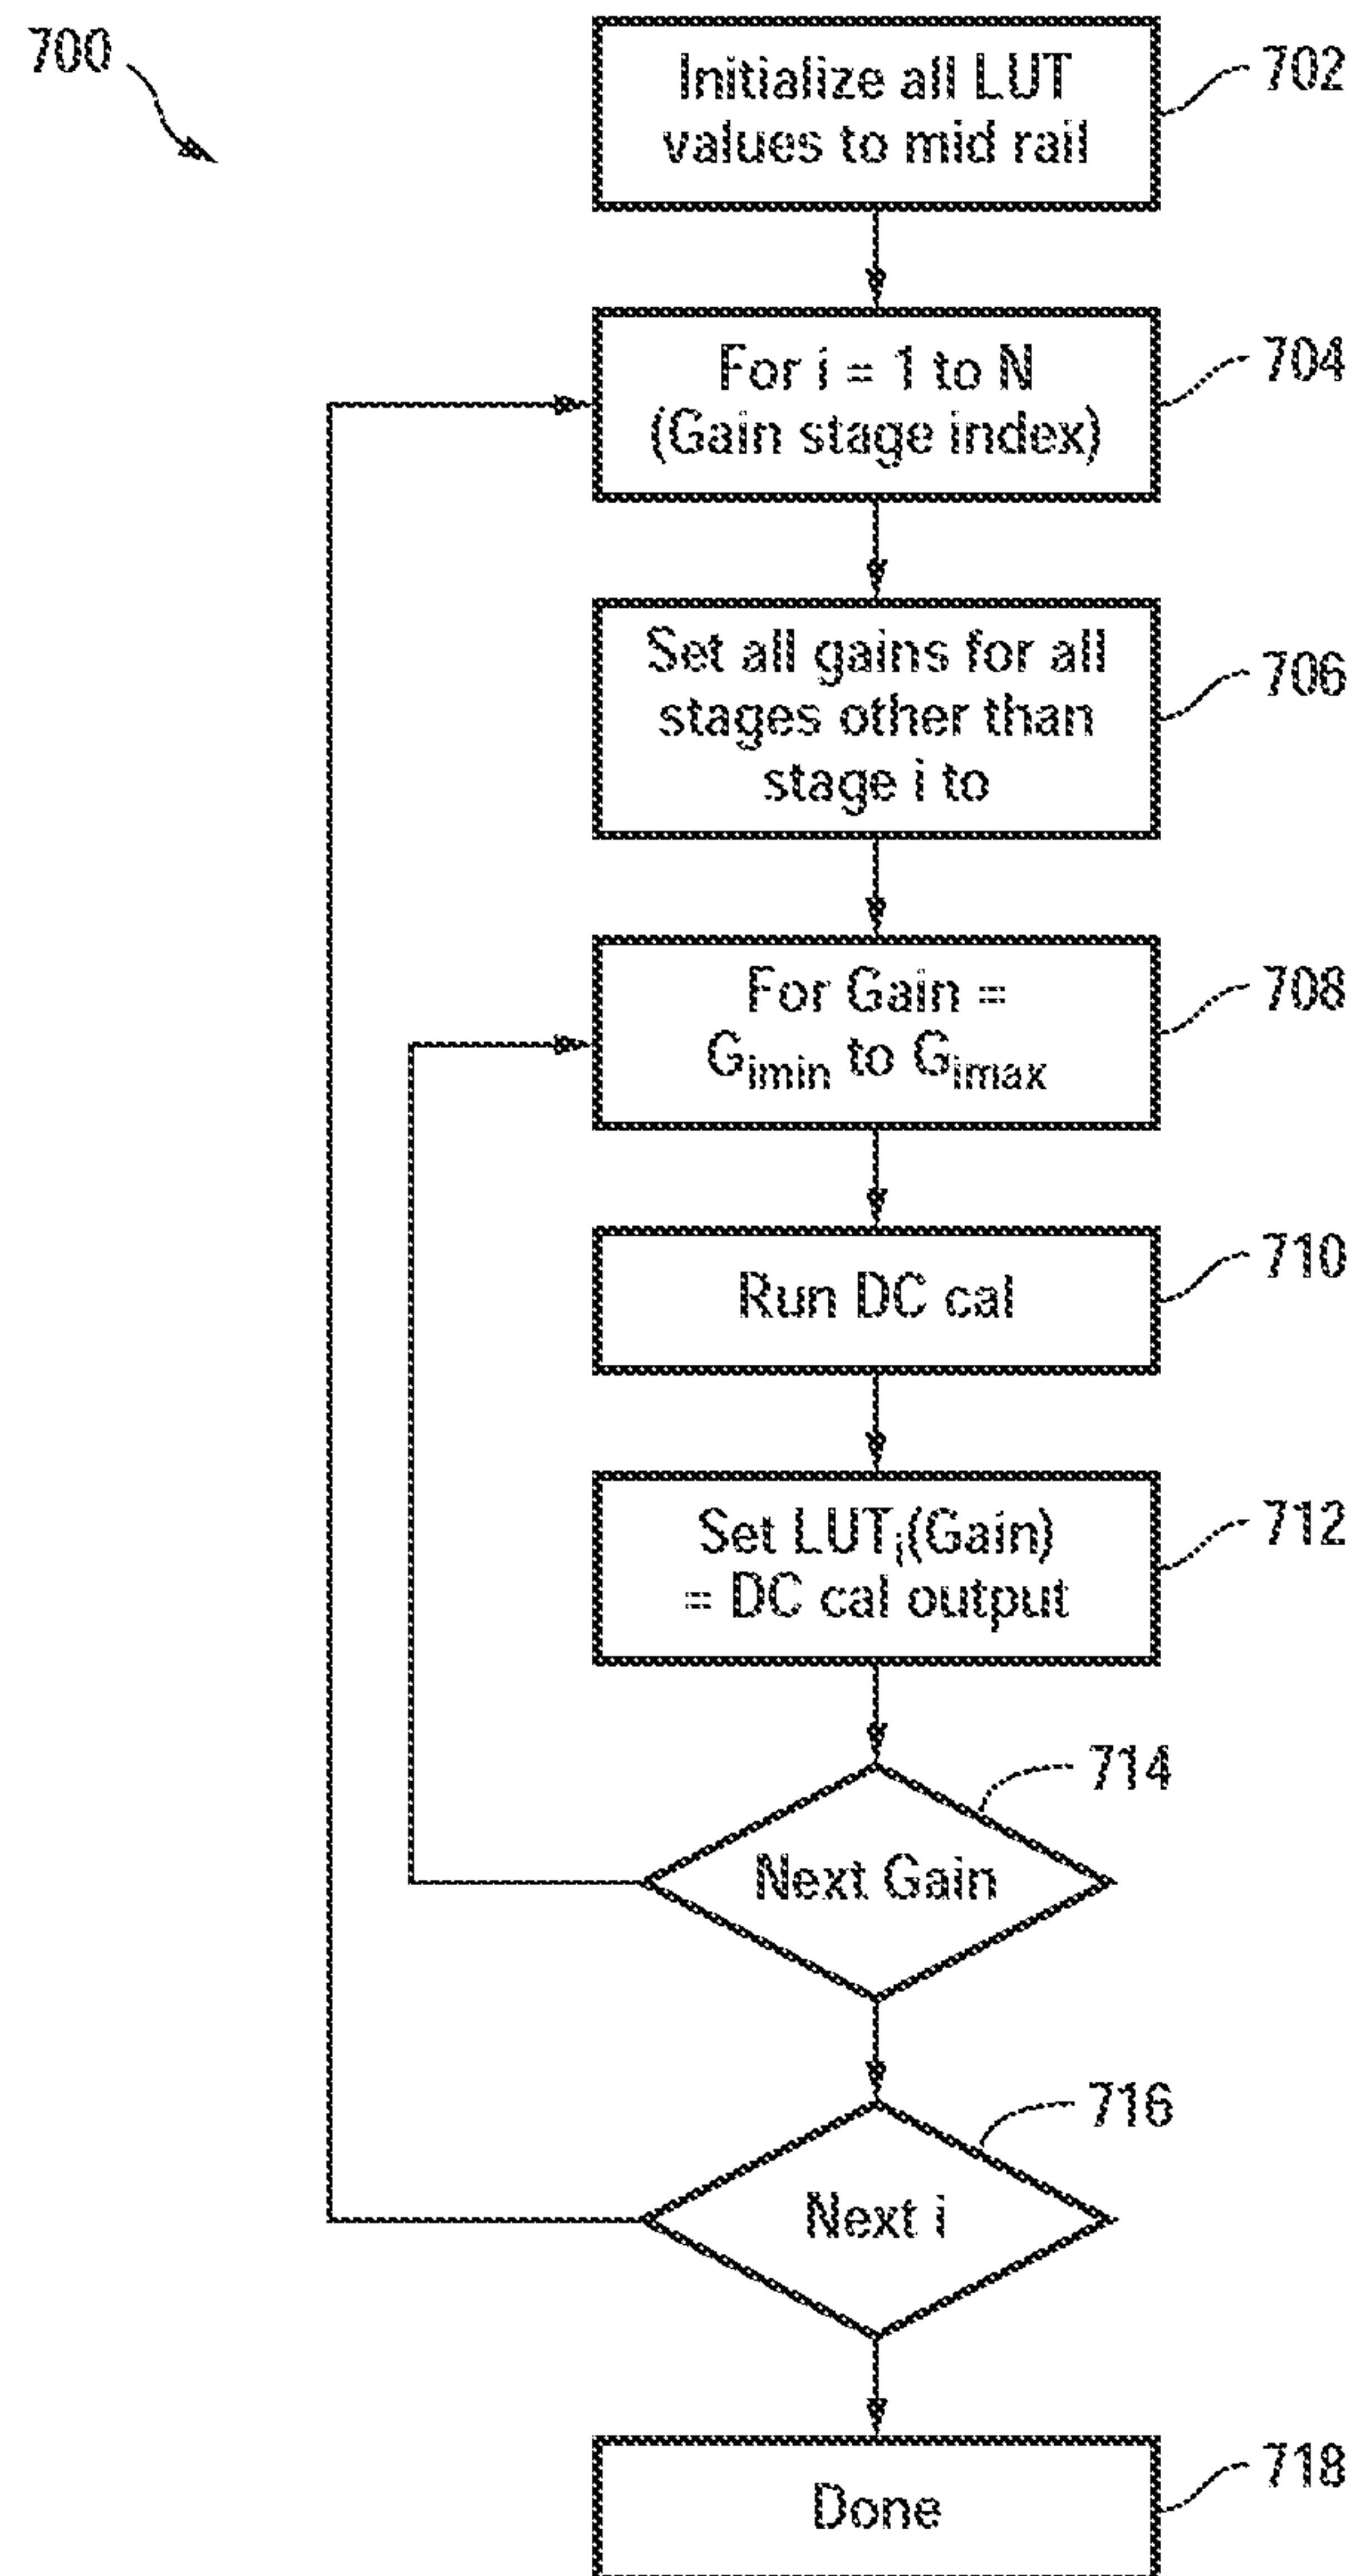 700
Initialize all LUT
values to mid rail
702
For i = 1 to N
(Gain stage index)
704
Set all gains for all
stages other than
stage i to
706
For Gain =
Gimin to Gimax
708
Run DC cal
710
Set LUTi(Gain)
= DC cal output
712
Next Gain
714
Next i
716
Done
718